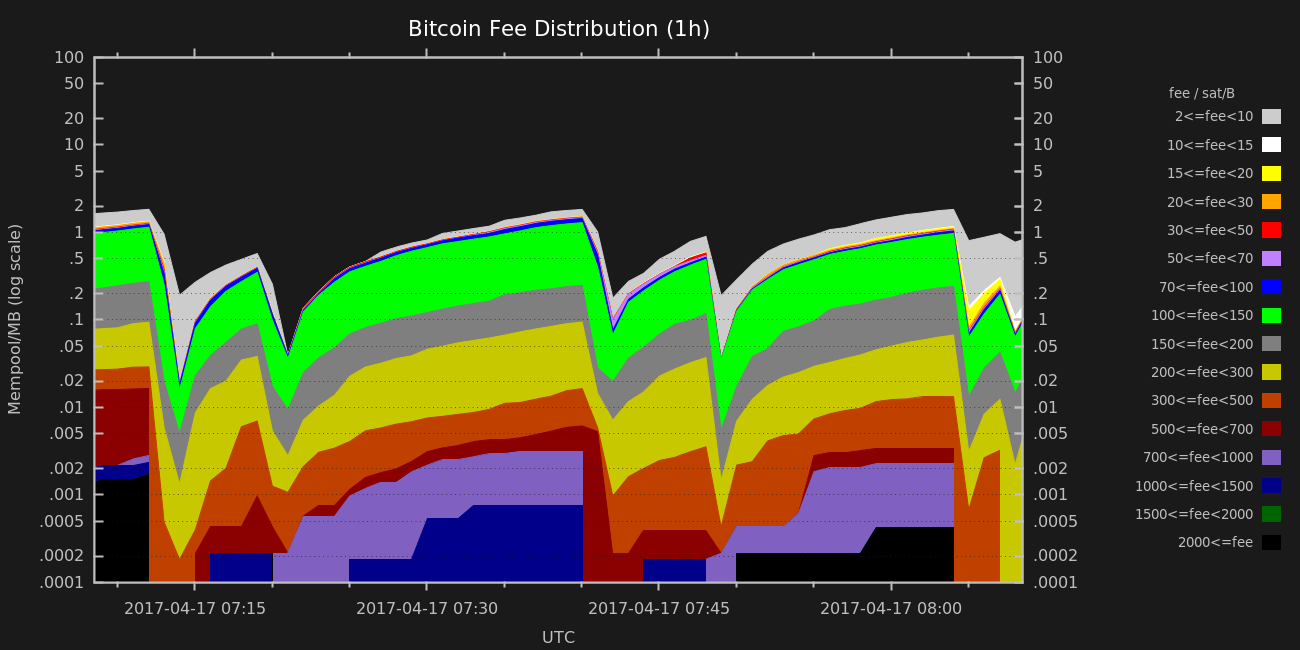 Bitcoin Fee Distribution (1h)
100
50
20
10
5
2
1
.5
.2
.1
.05
.02
.01
.005
.002
.001
.0005
.0002
.0001
Mempool/MB (log scale)
100
50
20
10
5
2
1
.5
.2
.1
.05
.02
.01
.005
.002
.001
.0005
.0002
.0001
2017-04-17 07:15 2017-04-17 07:30 2017-04-17 07:45 2017-04-17 08:00
UTC
fee / sat/B
2<=fee<10
10<=fee<15
15<=fee<20
20<=fee<30
30<=fee<50
50<=fee<70
70<=fee<100
100<=fee<150
150<=fee<200
200<=fee<300
300<=fee<500
500<=fee<700
700<=fee<1000
1000<=fee<1500
1500<=fee<2000
2000<=fee